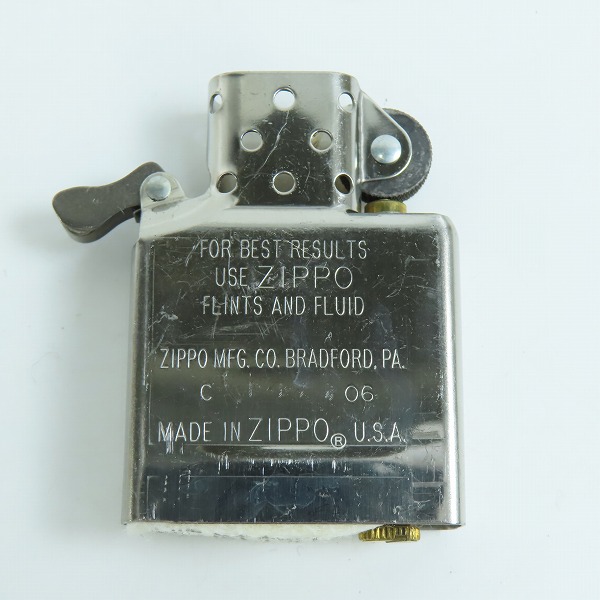 FOR BEST RESULTS
USE ZIPPO
FLINTS AND FLUID
ZIPPO MFG. CO. BRADFORD, PA.
C 06
MADE IN ZIPPO® U.S.A.